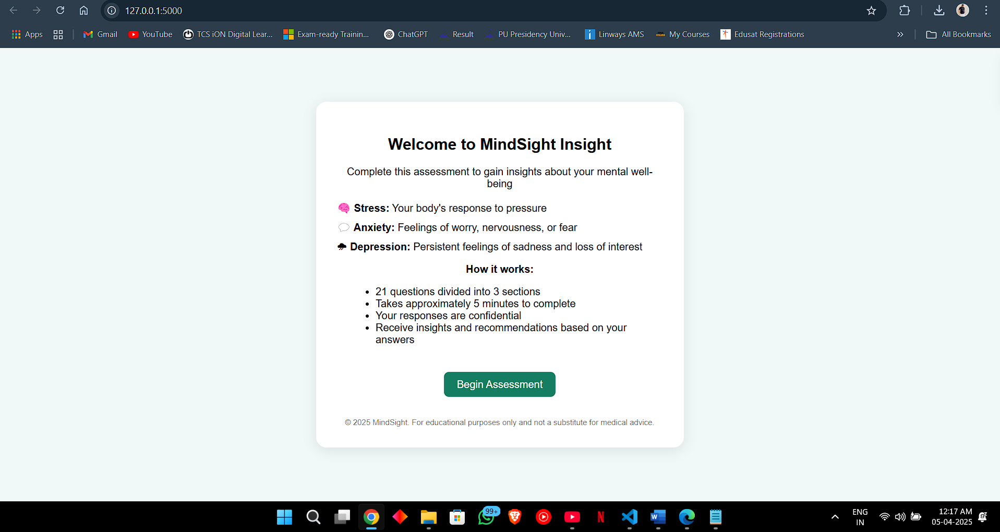 127.0.0.1:5000
Apps
Gmail
YouTube
TCS iON Digital Lear...
Exam-ready Trainin...
ChatGPT
Result
PU Presidency Univ...
Linways AMS
My Courses
Edusat Registrations
All Bookmarks
Welcome to MindSight Insight
Complete this assessment to gain insights about your mental well-
being
Stress: Your body's response to pressure
Anxiety: Feelings of worry, nervousness, or fear
Depression: Persistent feelings of sadness and loss of interest
How it works:
• 21 questions divided into 3 sections
• Takes approximately 5 minutes to complete
• Your responses are confidential
• Receive insights and recommendations based on your
answers
Begin Assessment
© 2025 MindSight. For educational purposes only and not a substitute for medical advice.
99+
ENG
IN
12:17 AM
05-04-2025